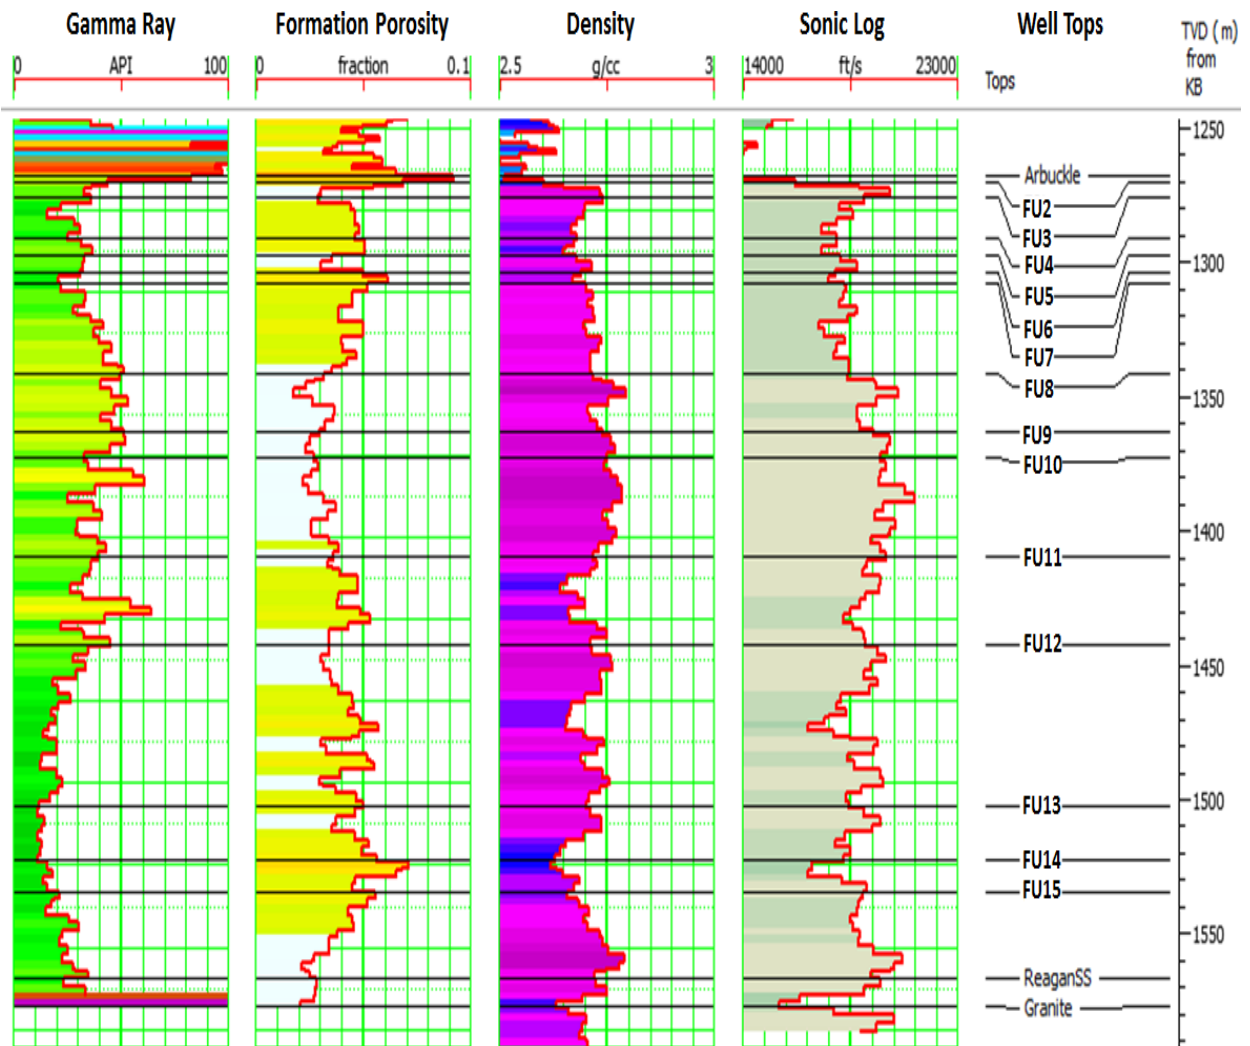 Gamma Ray Formation Porosity Density Sonic Log Well Tops TVD ( m )
from
KB
0 API 100 0 fraction 0.1 2.5 g/cc 3 14000 ft/s 23000 Tops
1250
Arbuckle
FU2
FU3
FU4
1300
FU5
FU6
FU7
FU8
1350
FU9
FU10
1400
FU11
FU12
1450
FU13
1500
FU14
FU15
1550
ReaganSS
Granite